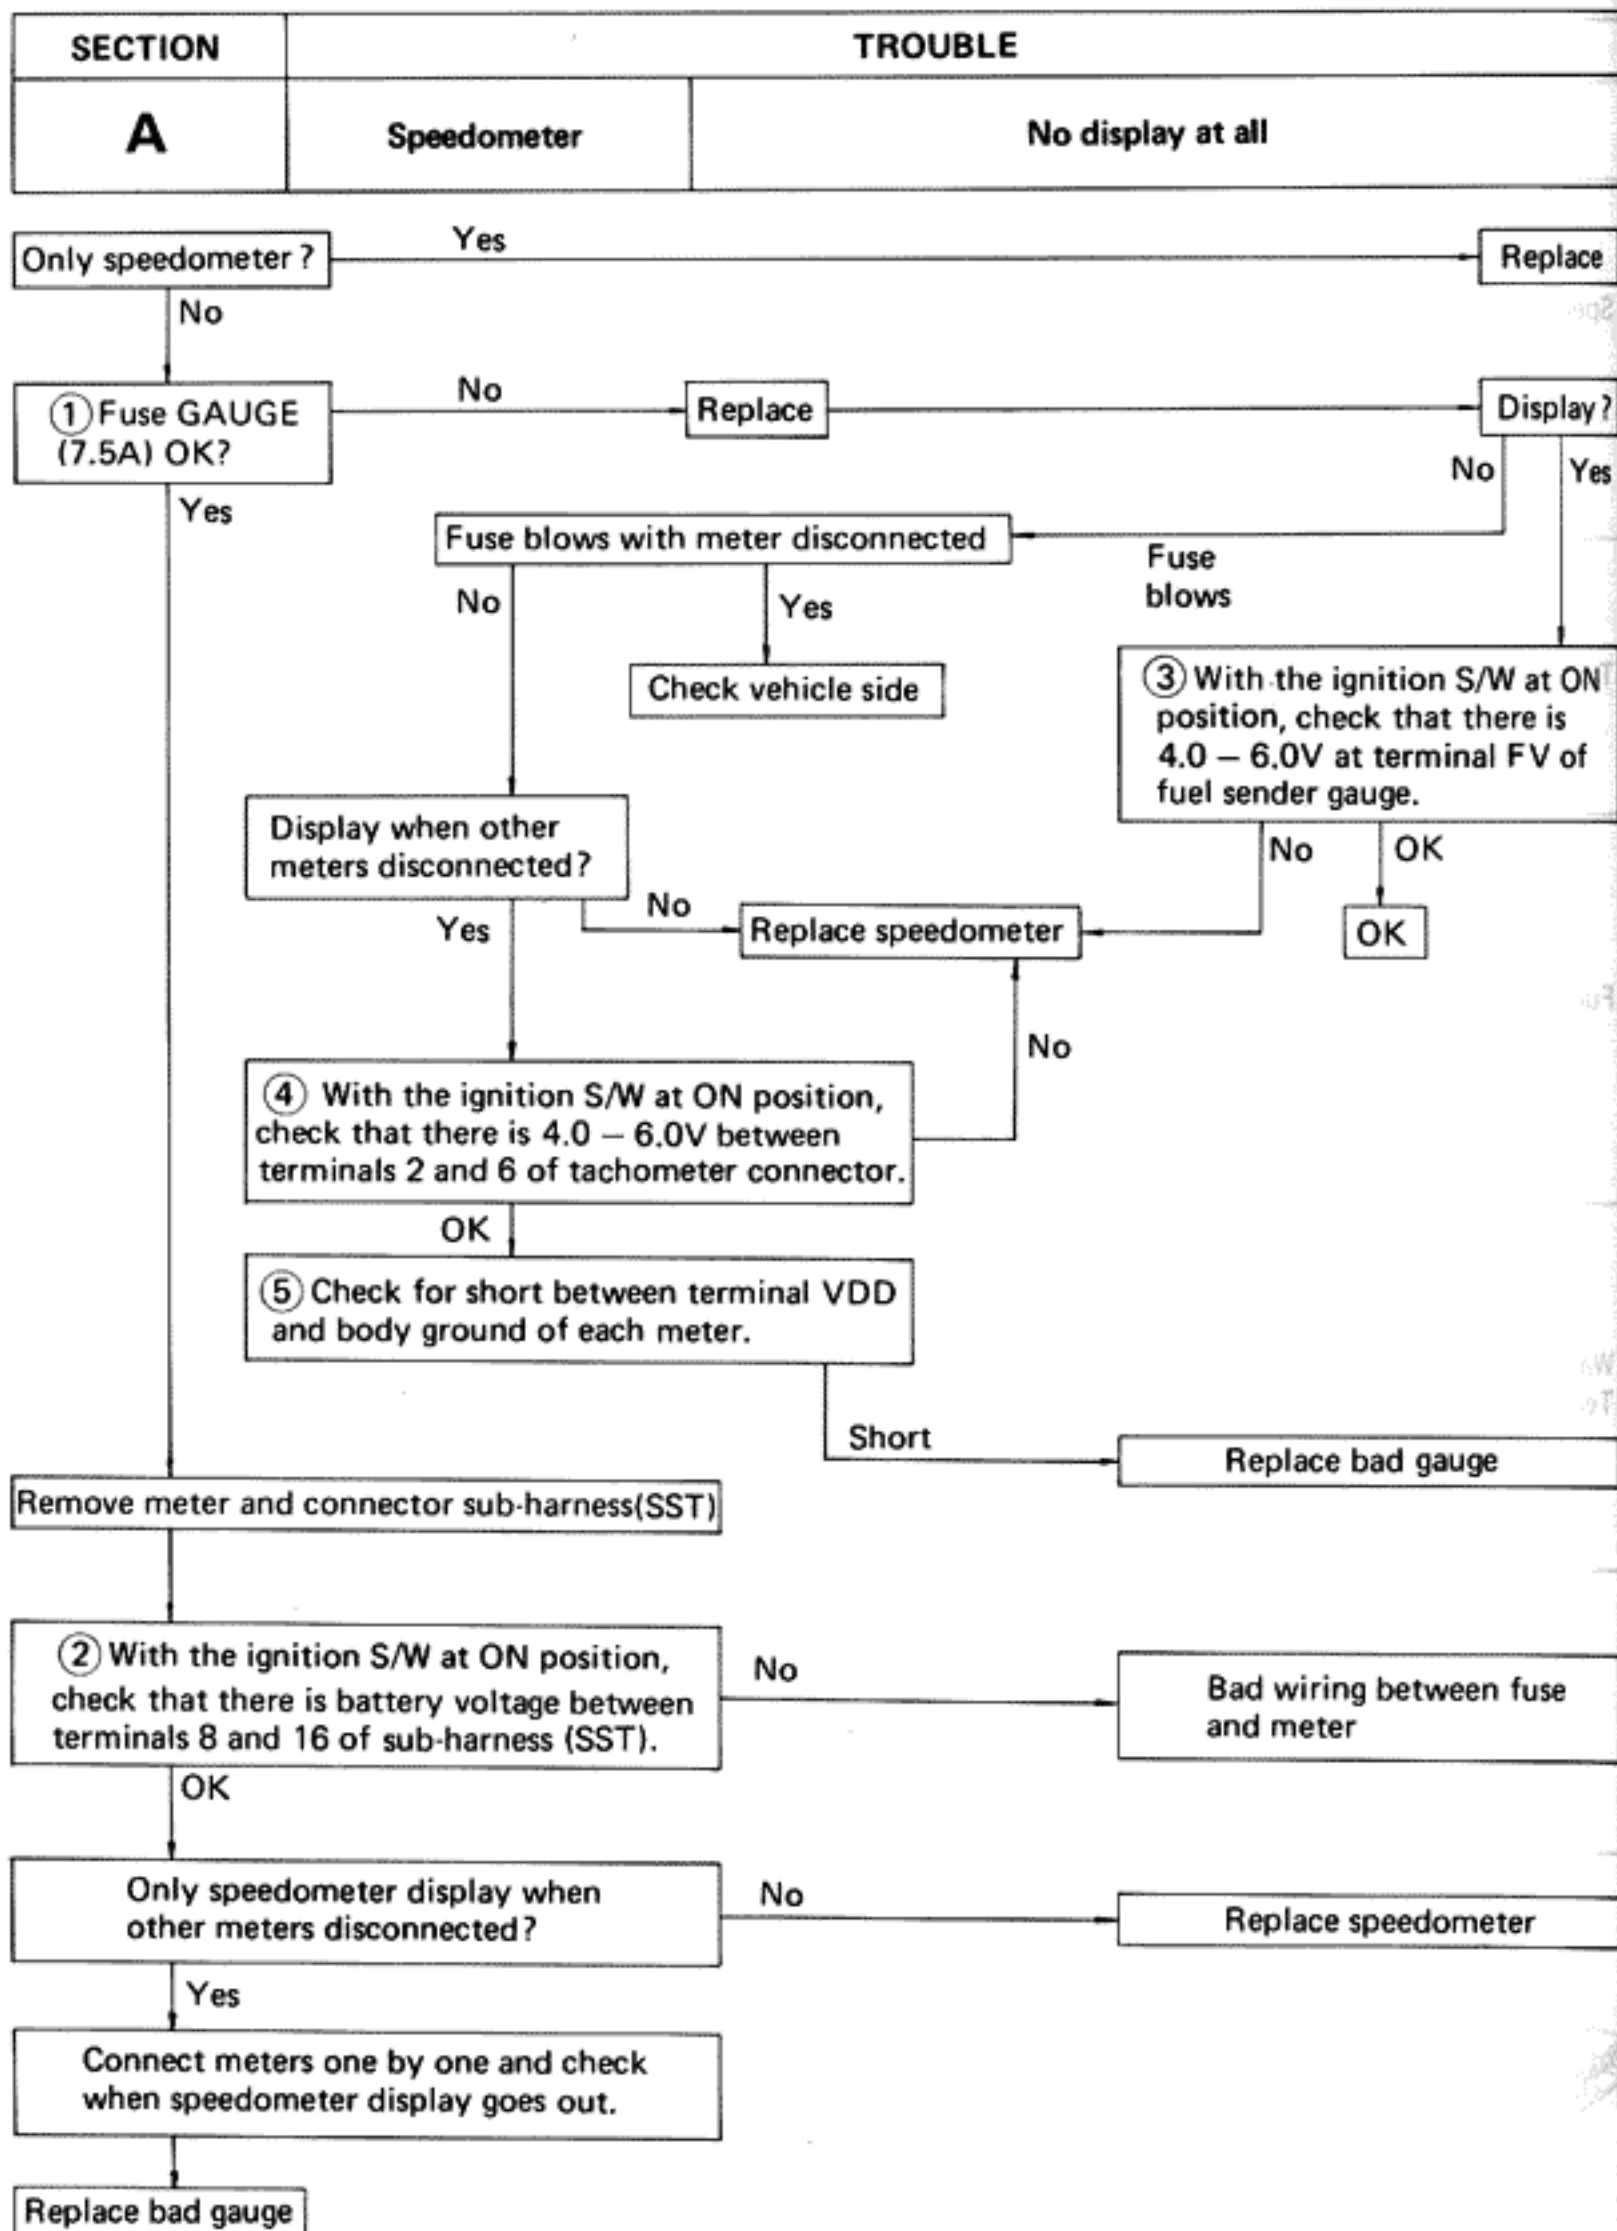 SECTION
TROUBLE
A
Speedometer
No display at all
Only speedometer?
Yes
Replace
No
① Fuse GAUGE
(7.5A) OK?
No
Replace
Display?
No
Yes
Yes
Fuse blows with meter disconnected
Fuse
blows
No
Yes
Check vehicle side
③ With the ignition S/W at ON
position, check that there is
4.0 – 6.0V at terminal FV of
fuel sender gauge.
Display when other
meters disconnected?
No
OK
Yes
No
Replace speedometer
OK
No
④ With the ignition S/W at ON position,
check that there is 4.0 – 6.0V between
terminals 2 and 6 of tachometer connector.
OK
⑤ Check for short between terminal VDD
and body ground of each meter.
Short
Replace bad gauge
Remove meter and connector sub-harness(SST)
② With the ignition S/W at ON position,
check that there is battery voltage between
terminals 8 and 16 of sub-harness (SST).
No
Bad wiring between fuse
and meter
OK
Only speedometer display when
other meters disconnected?
No
Replace speedometer
Yes
Connect meters one by one and check
when speedometer display goes out.
Replace bad gauge